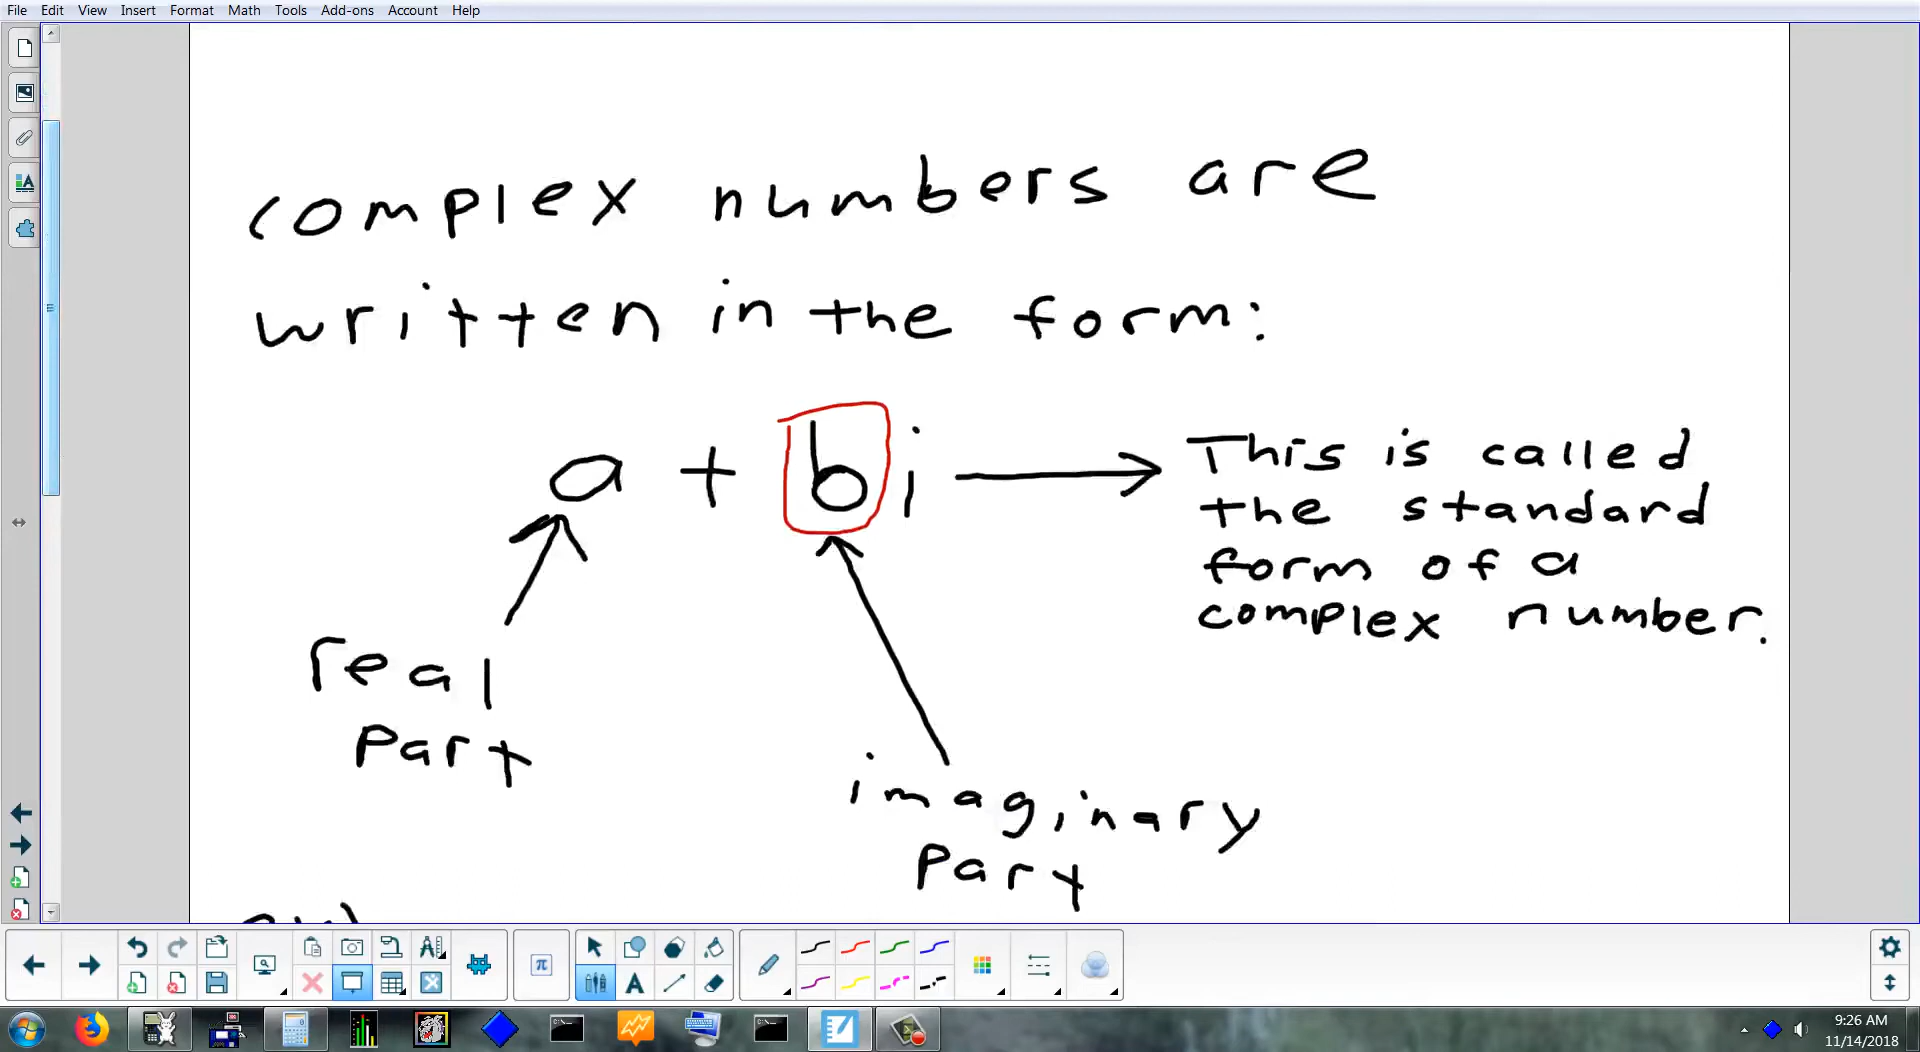 File Edit View Insert Format Math Tools Add-ons Account Help
complex numbers are
written in the form:
a + bi
This is called
the standard
form of a
complex number.
real
part
imaginary
part
π
A
9:26 AM
11/14/2018